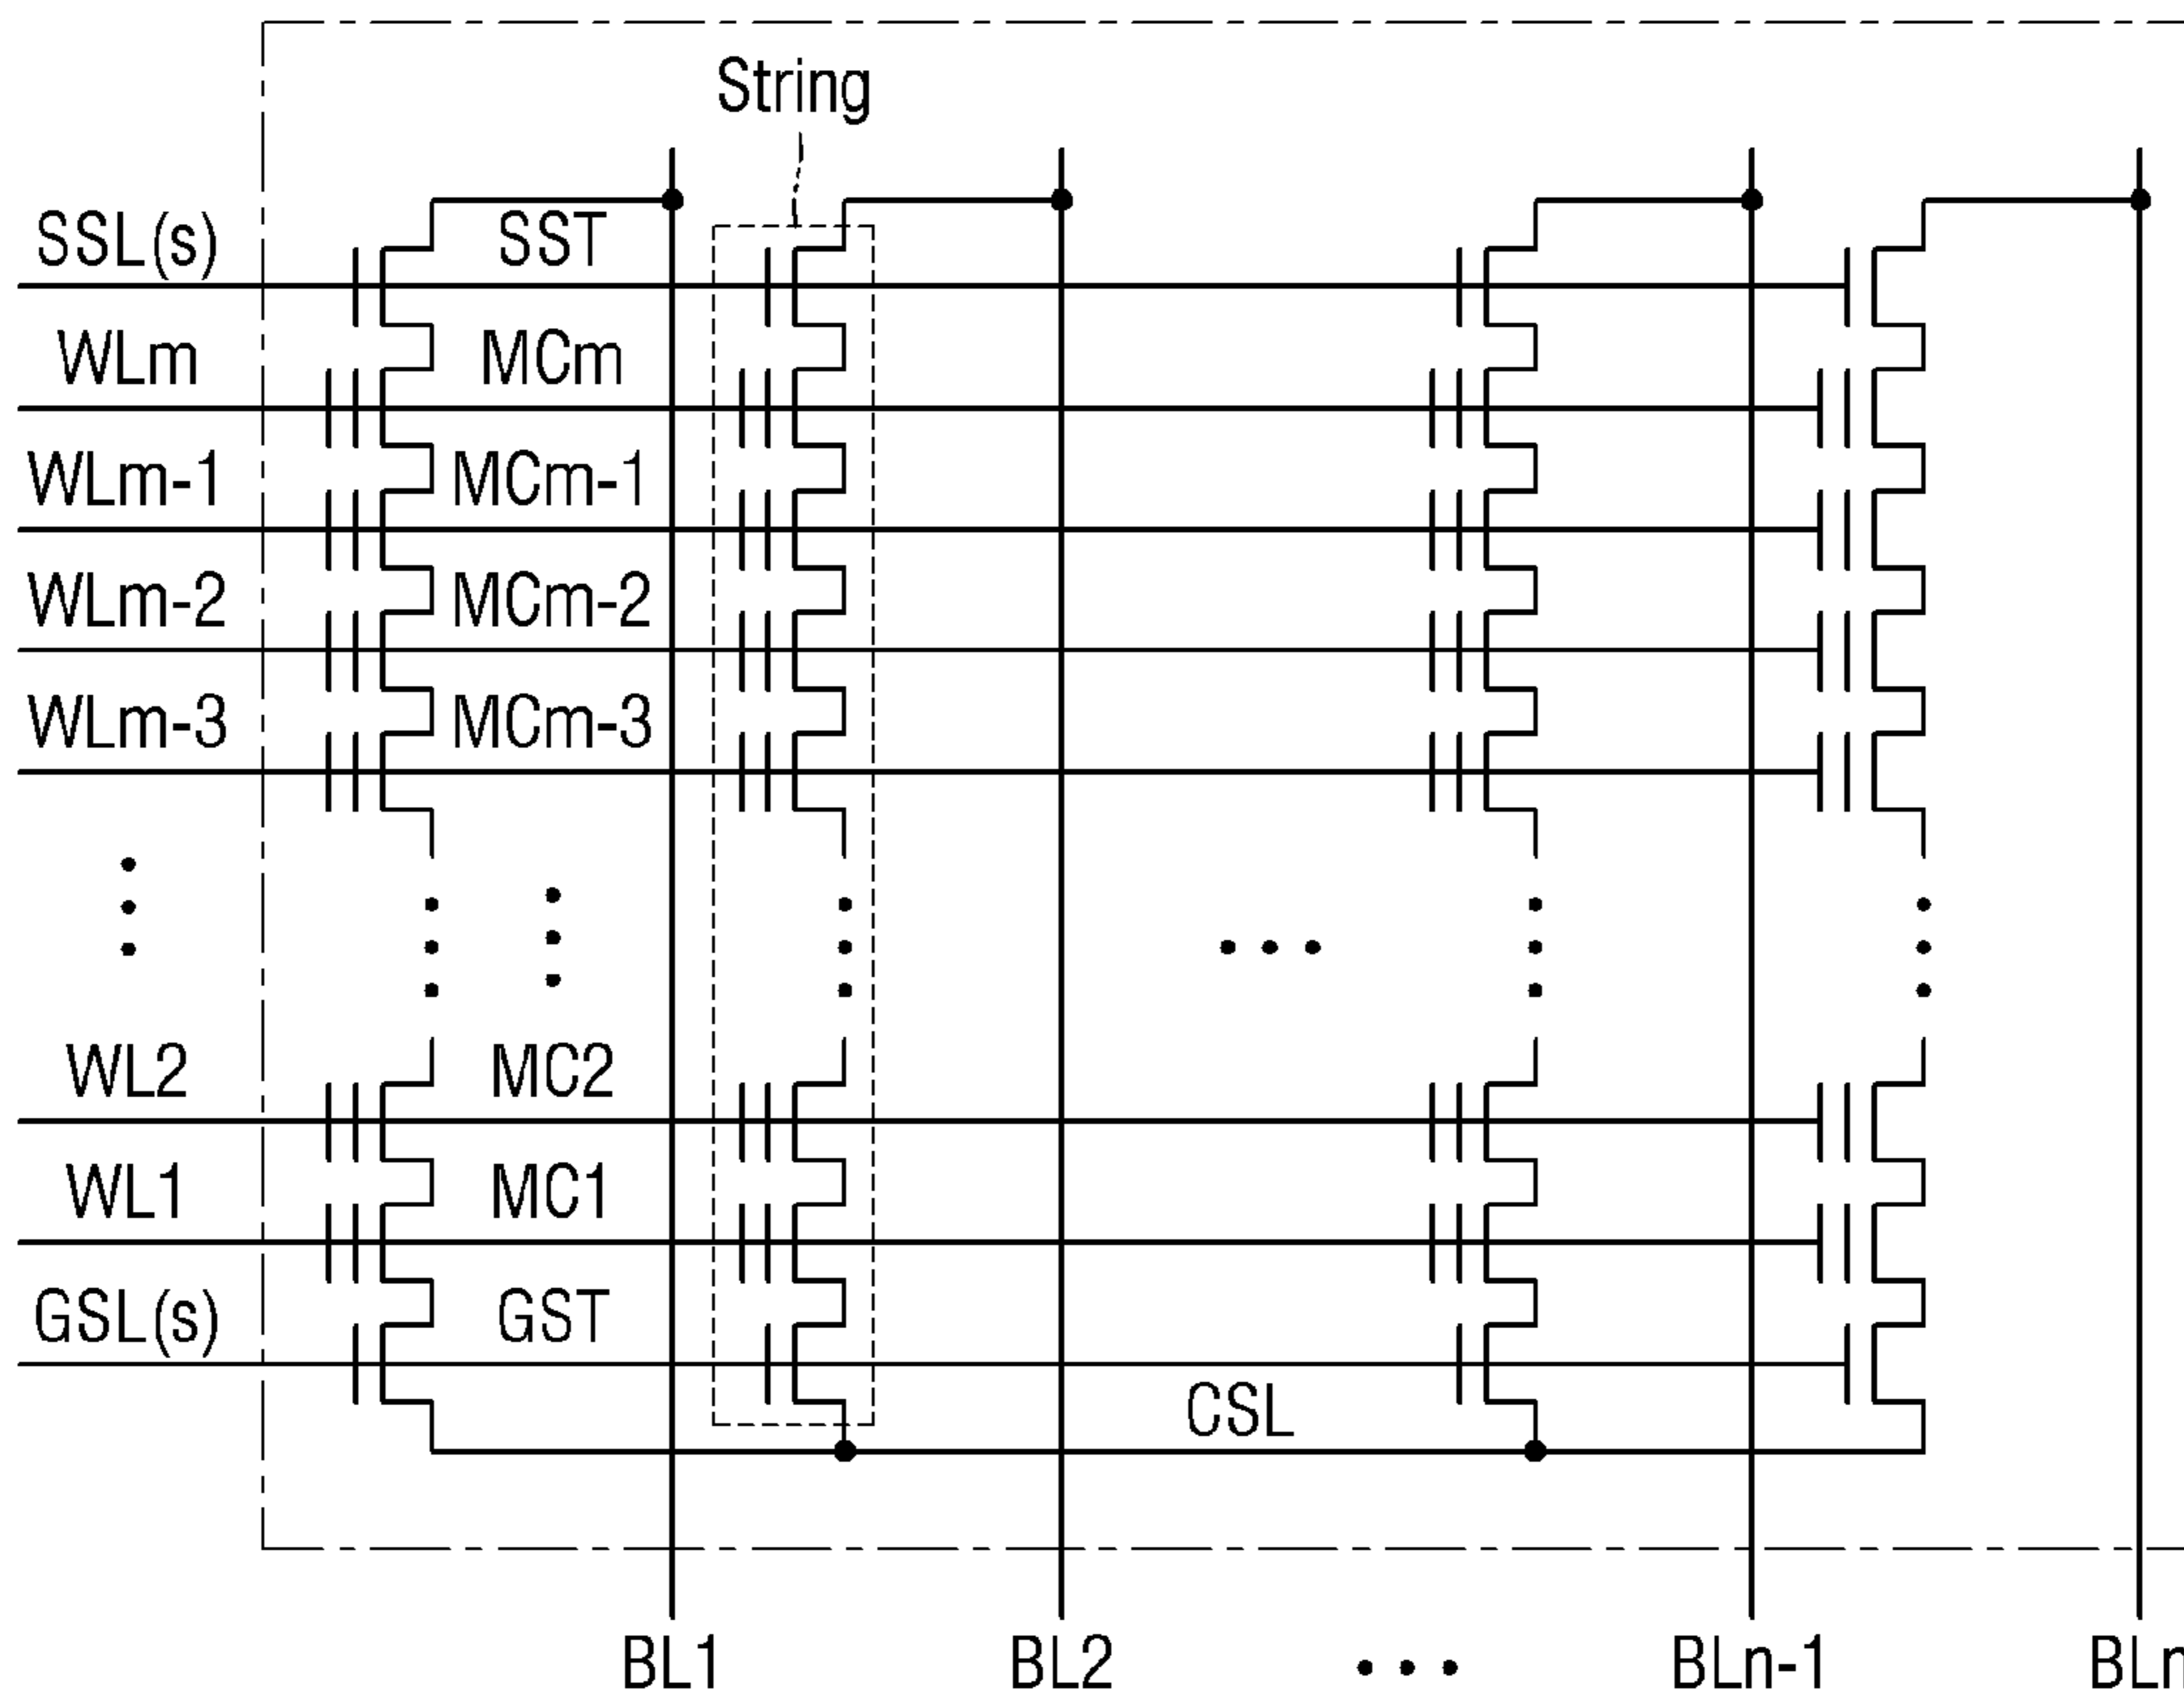 String
SSL(s) SST
WLm MCm
WLm-1 MCm-1
WLm-2 MCm-2
WLm-3 MCm-3
WL2 MC2
WL1 MC1
GSL(s) GST
CSL
BL1 BL2 BLn-1 BLn